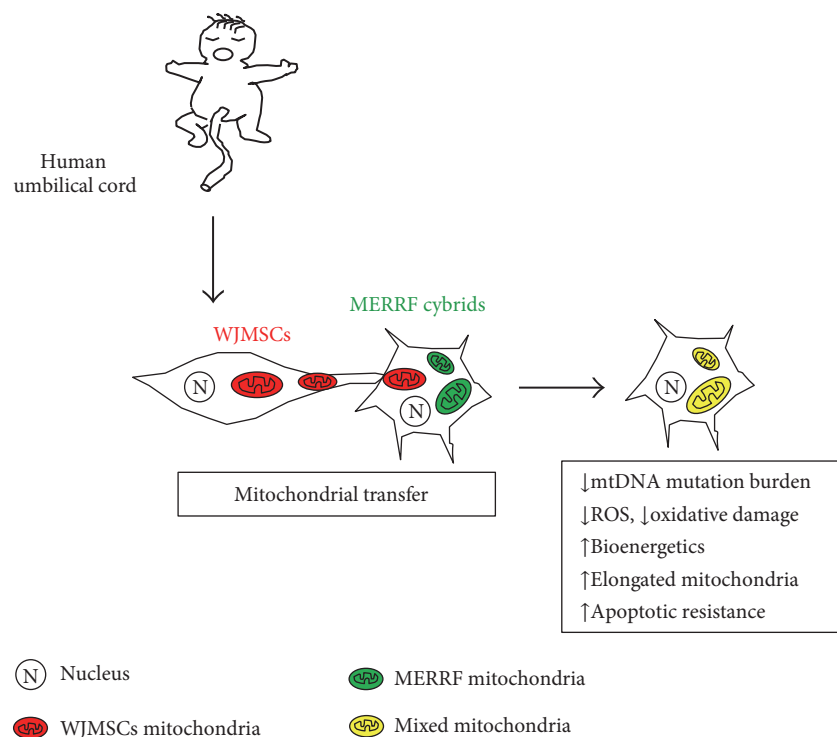 Human
umbilical cord
MERRF cybrids
WJMSCs
N
N
N
Mitochondrial transfer
↓mtDNA mutation burden
↓ROS, ↓oxidative damage
↑Bioenergetics
↑Elongated mitochondria
↑Apoptotic resistance
N Nucleus
MERRF mitochondria
WJMSCs mitochondria
Mixed mitochondria